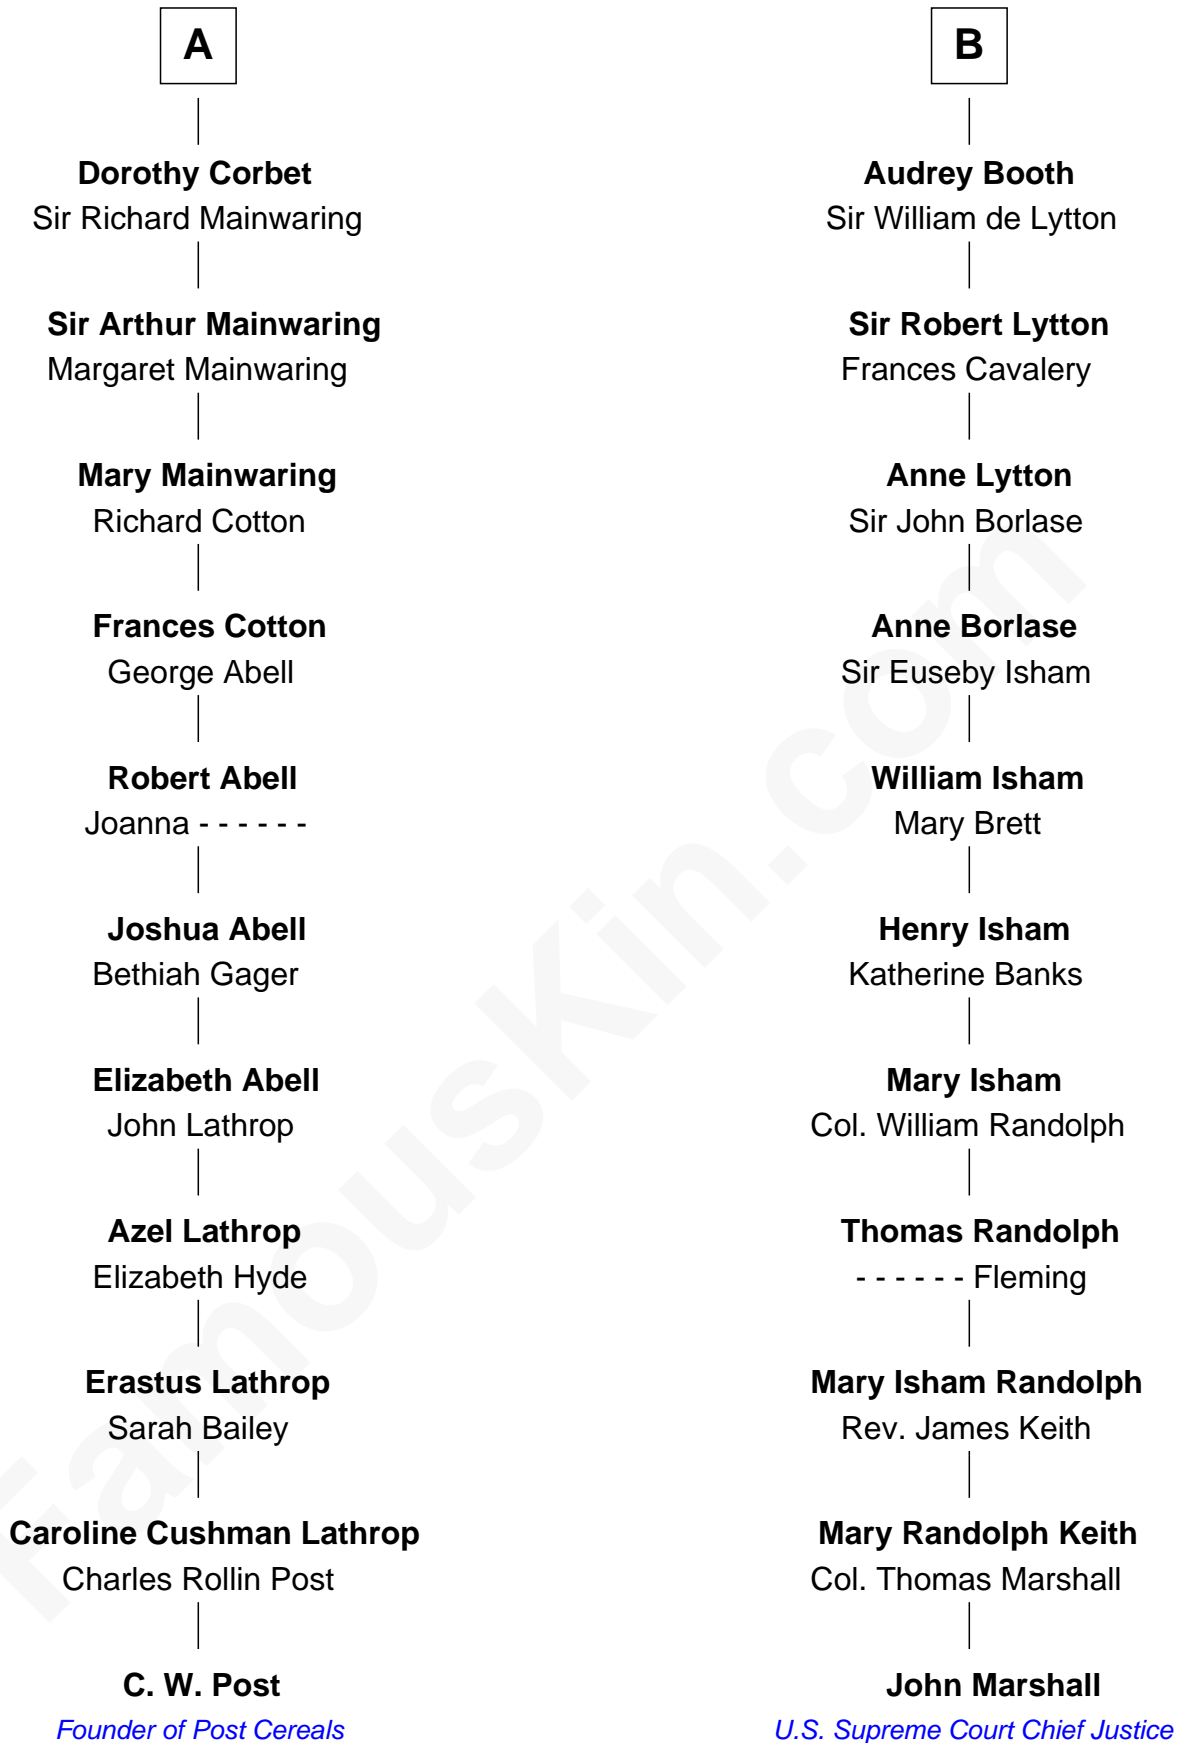 A
Dorothy Corbet
Sir Richard Mainwaring
Sir Arthur Mainwaring
Margaret Mainwaring
Mary Mainwaring
Richard Cotton
Frances Cotton
George Abell
Robert Abell
Joanna - - - - - -
Joshua Abell
Bethiah Gager
Elizabeth Abell
John Lathrop
Azel Lathrop
Elizabeth Hyde
Erastus Lathrop
Sarah Bailey
Caroline Cushman Lathrop
Charles Rollin Post
C. W. Post
Founder of Post Cereals
B
Audrey Booth
Sir William de Lytton
Sir Robert Lytton
Frances Cavalery
Anne Lytton
Sir John Borlase
Anne Borlase
Sir Euseby Isham
William Isham
Mary Brett
Henry Isham
Katherine Banks
Mary Isham
Col. William Randolph
Thomas Randolph
- - - - - - Fleming
Mary Isham Randolph
Rev. James Keith
Mary Randolph Keith
Col. Thomas Marshall
John Marshall
U.S. Supreme Court Chief Justice
FamousKin.com